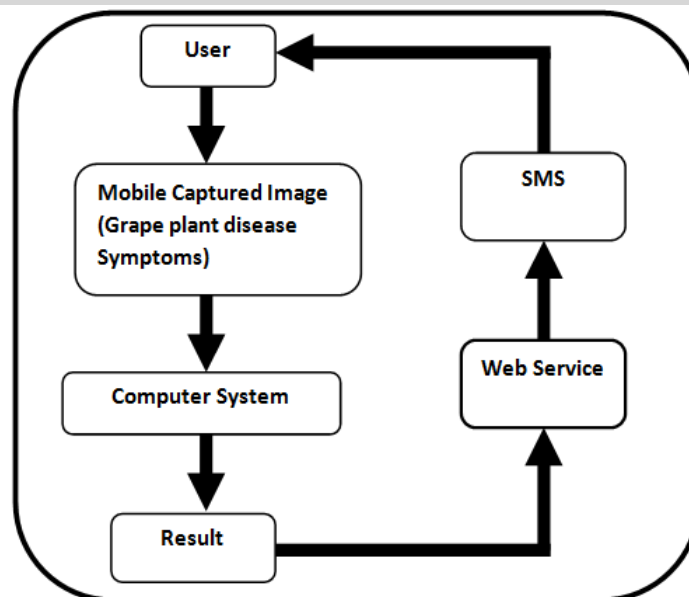 User
Mobile Captured Image
(Grape plant disease
Symptoms)
Computer System
Result
Web Service
SMS